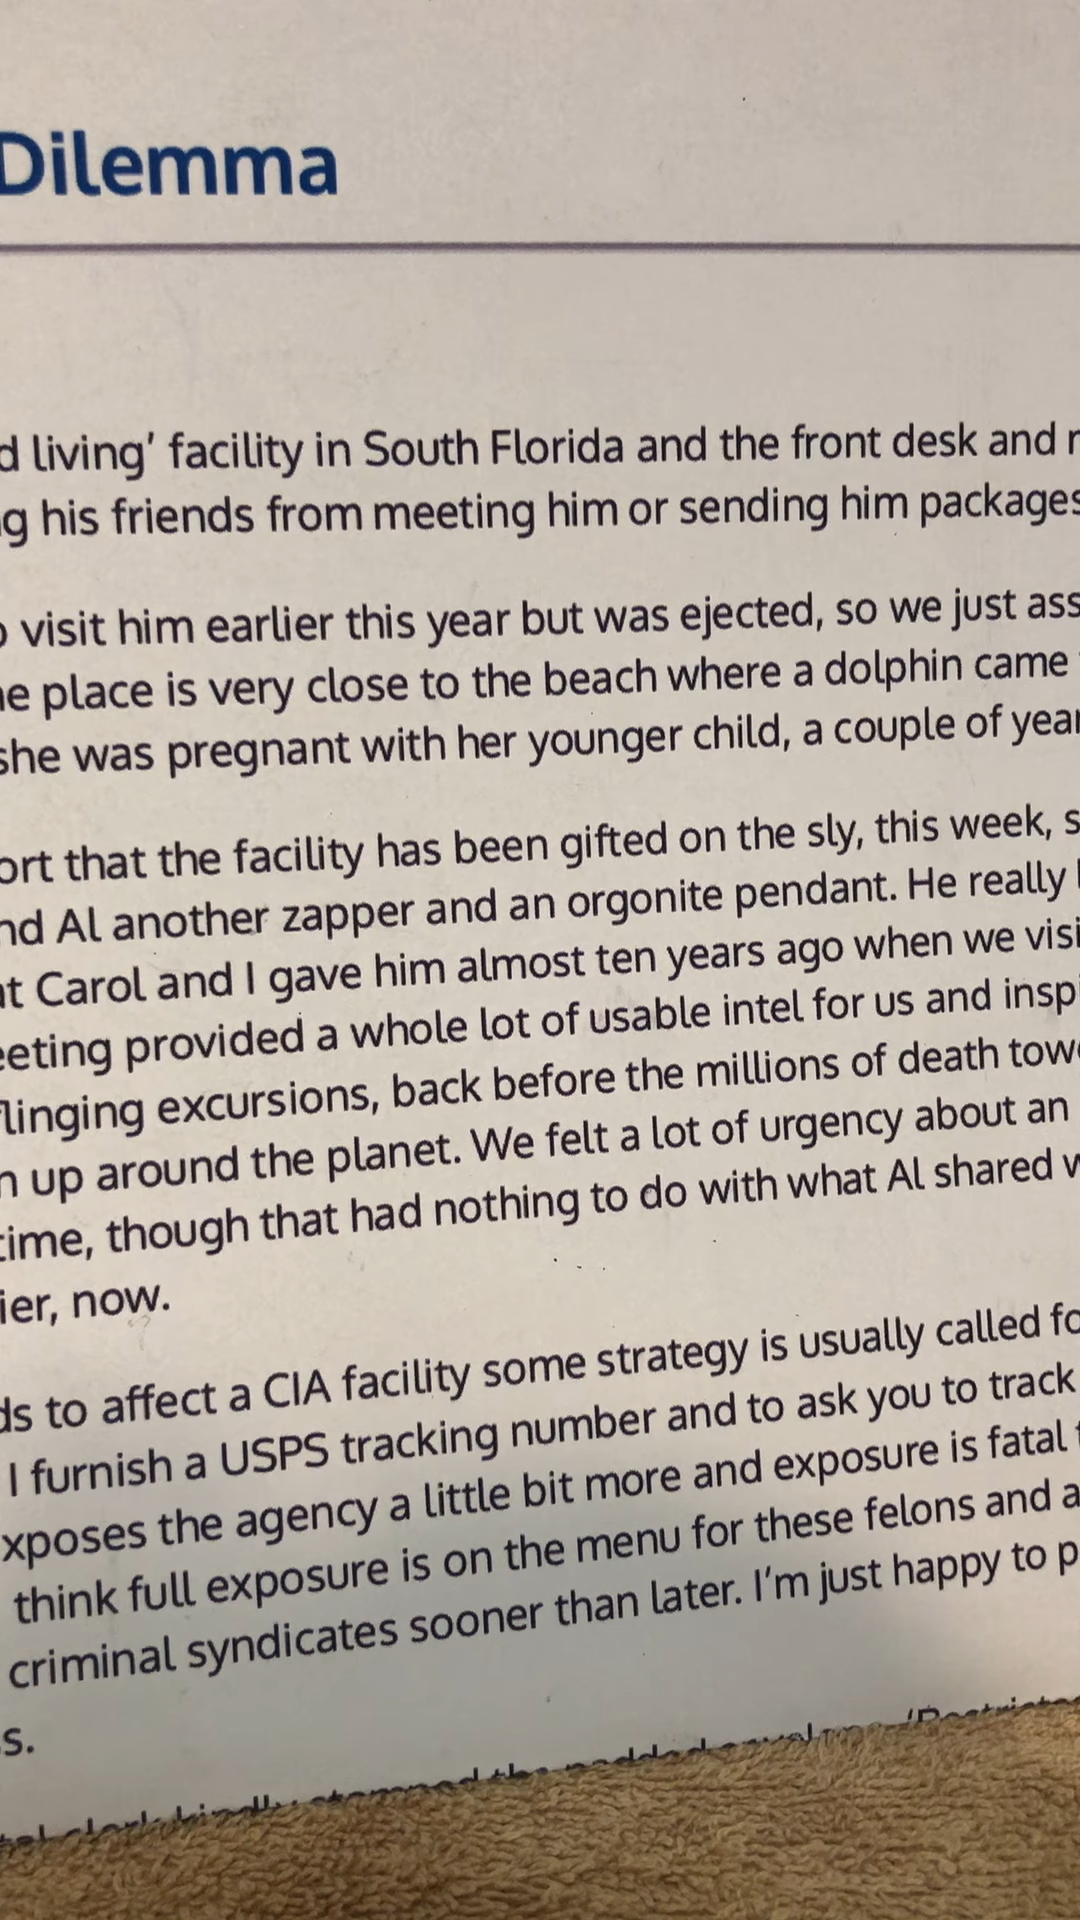 Dilemma
d living' facility in South Florida and the front desk and
g his friends from meeting him or sending him packages
visit him earlier this year but was ejected, so we just ass
e place is very close to the beach where a dolphin came
she was pregnant with her younger child, a couple of year
ort that the facility has been gifted on the sly, this week, s
nd Al another zapper and an orgonite pendant. He really
at Carol and I gave him almost ten years ago when we visi
eeting provided a whole lot of usable intel for us and inspi
linging excursions, back before the millions of death towe
n up around the planet. We felt a lot of urgency about an
time, though that had nothing to do with what Al shared w
ier, now.
ds to affect a CIA facility some strategy is usually called fo
I furnish a USPS tracking number and to ask you to track
xposes the agency a little bit more and exposure is fatal
think full exposure is on the menu for these felons and a
criminal syndicates sooner than later. I'm just happy to p
s.